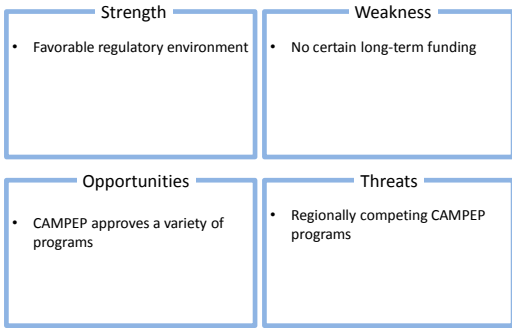 Strength
• Favorable regulatory environment
Weakness
• No certain long-term funding
Opportunities
• CAMPEP approves a variety of
programs
Threats
• Regionally competing CAMPEP
programs